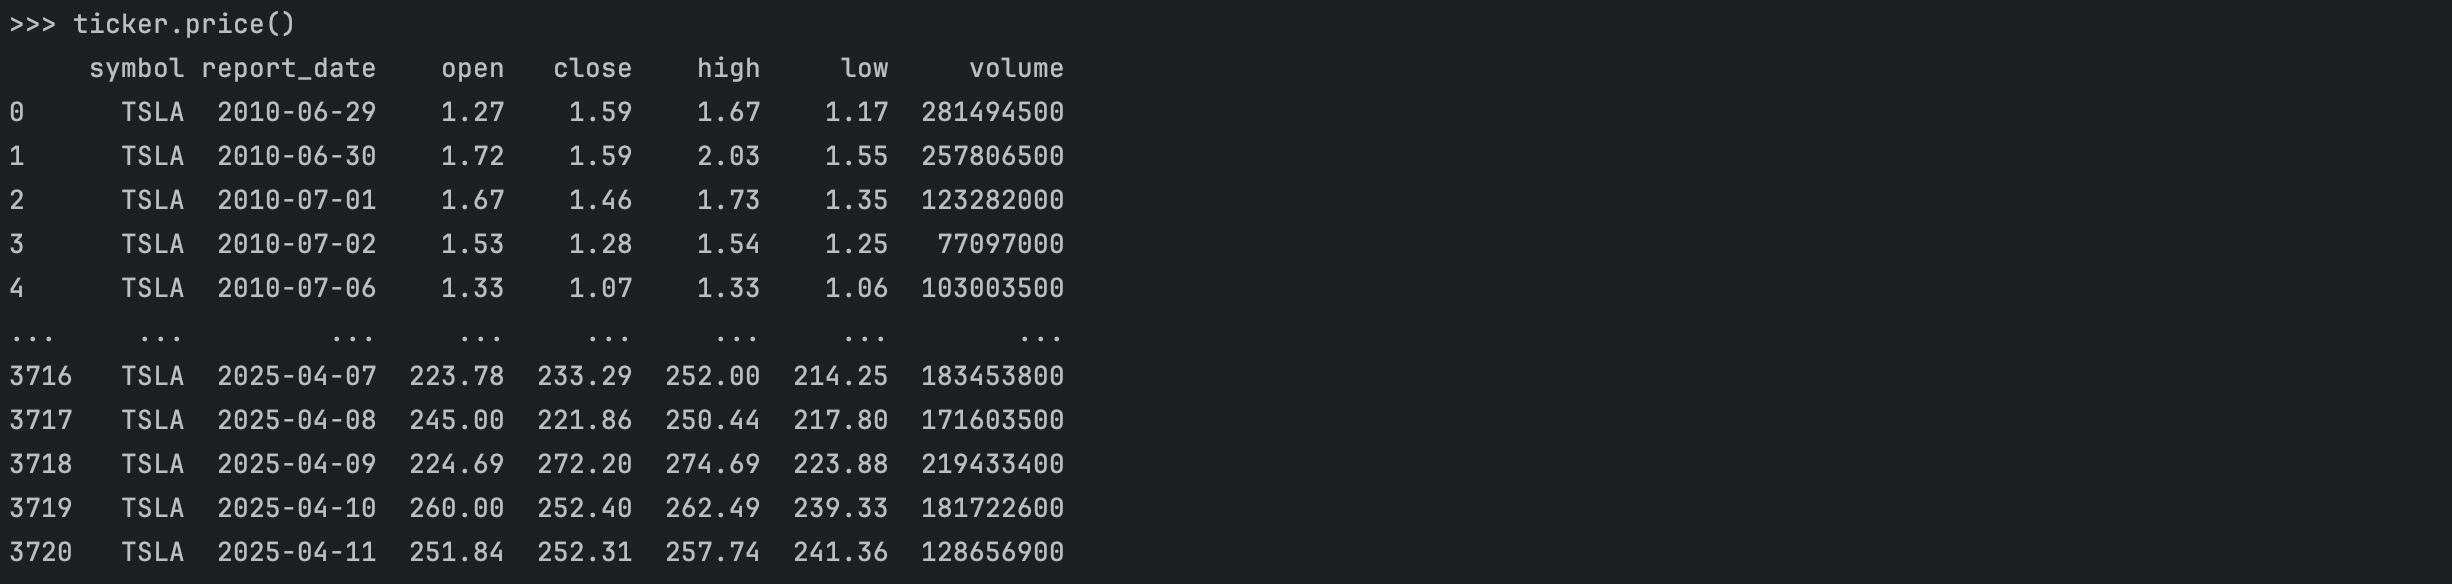 >>> ticker.price()
     symbol report_date    open   close    high     low     volume
0      TSLA  2010-06-29    1.27    1.59    1.67    1.17  281494500
1      TSLA  2010-06-30    1.72    1.59    2.03    1.55  257806500
2      TSLA  2010-07-01    1.67    1.46    1.73    1.35  123282000
3      TSLA  2010-07-02    1.53    1.28    1.54    1.25   77097000
4      TSLA  2010-07-06    1.33    1.07    1.33    1.06  103003500
...     ...         ...     ...     ...     ...     ...        ...
3716   TSLA  2025-04-07  223.78  233.29  252.00  214.25  183453800
3717   TSLA  2025-04-08  245.00  221.86  250.44  217.80  171603500
3718   TSLA  2025-04-09  224.69  272.20  274.69  223.88  219433400
3719   TSLA  2025-04-10  260.00  252.40  262.49  239.33  181722600
3720   TSLA  2025-04-11  251.84  252.31  257.74  241.36  128656900